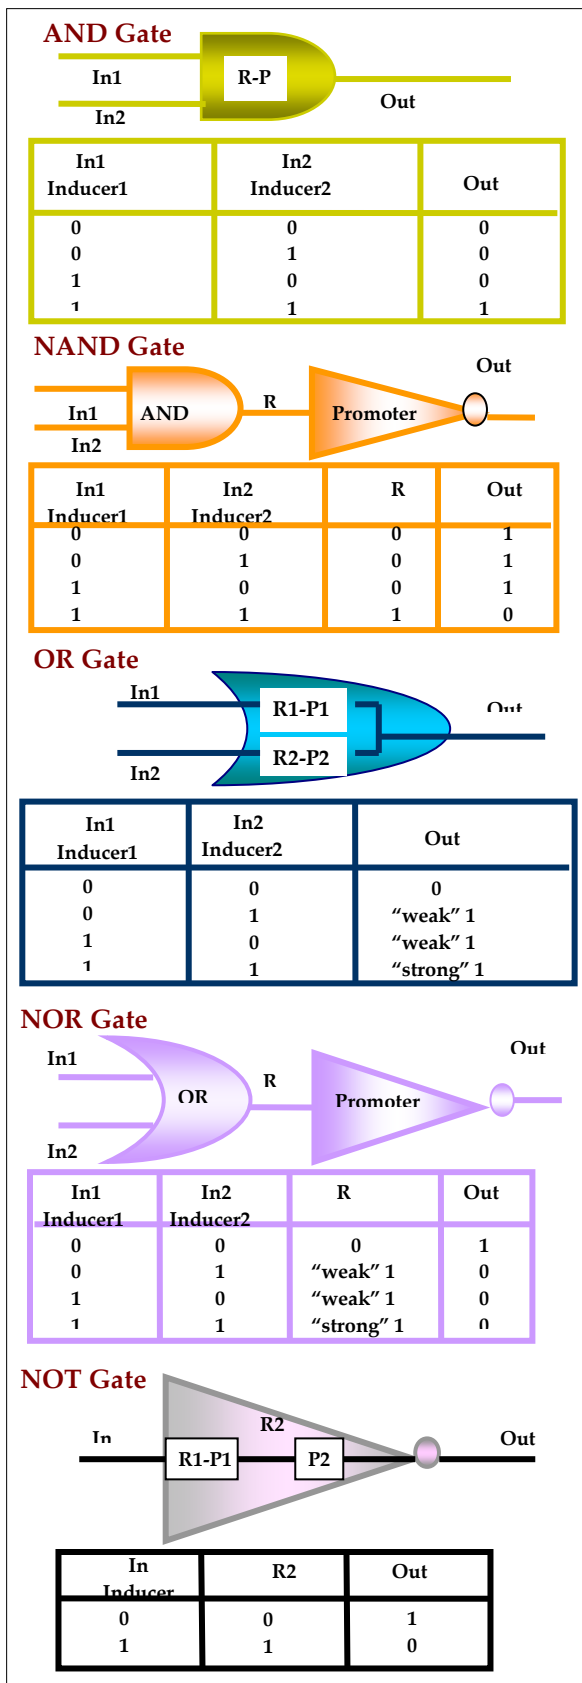 AND Gate
In1
R-P
Out
In2
In1 In2
Inducer1 Inducer2 Out
0 0 0
0 1 0
1 0 0
1 1 1
NAND Gate
Out
In1 AND R Promoter
In2
In1 In2 R Out
Inducer1 Inducer2
0 0 0 1
0 1 0 1
1 0 0 1
1 1 1 0
OR Gate
In1
R1-P1
Out
R2-P2
In2
In1 In2
Inducer1 Inducer2 Out
0 0 0
0 1 “weak” 1
1 0 “weak” 1
1 1 “strong” 1
NOR Gate
In1 Out
OR R Promoter
In2
In1 In2 R Out
Inducer1 Inducer2
0 0 0 1
0 1 “weak” 1 0
1 0 “weak” 1 0
1 1 “strong” 1 0
NOT Gate
R2
In Out
R1-P1 P2
In R2 Out
Inducer
0 0 1
1 1 0